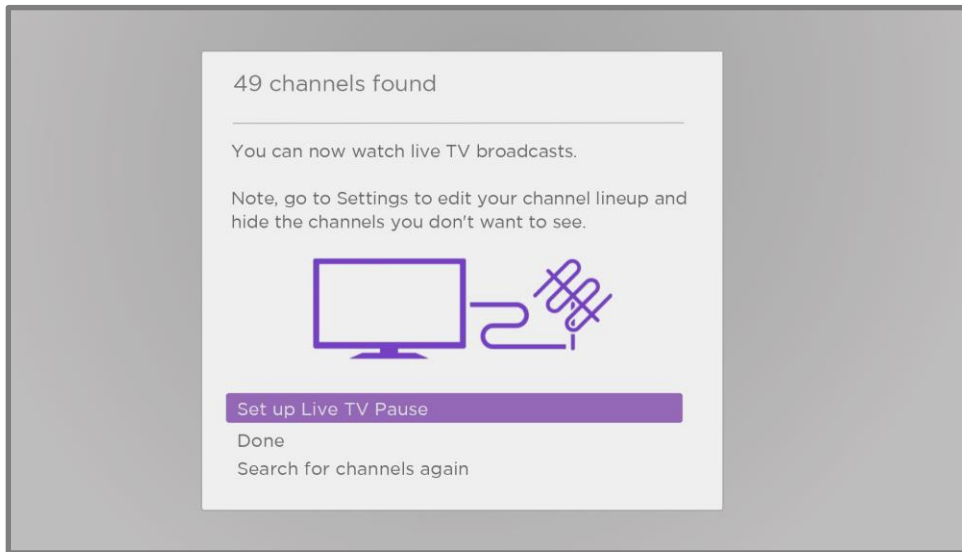 49 channels found
You can now watch live TV broadcasts.
Note, go to Settings to edit your channel lineup and
hide the channels you don't want to see.
Set up Live TV Pause
Done
Search for channels again